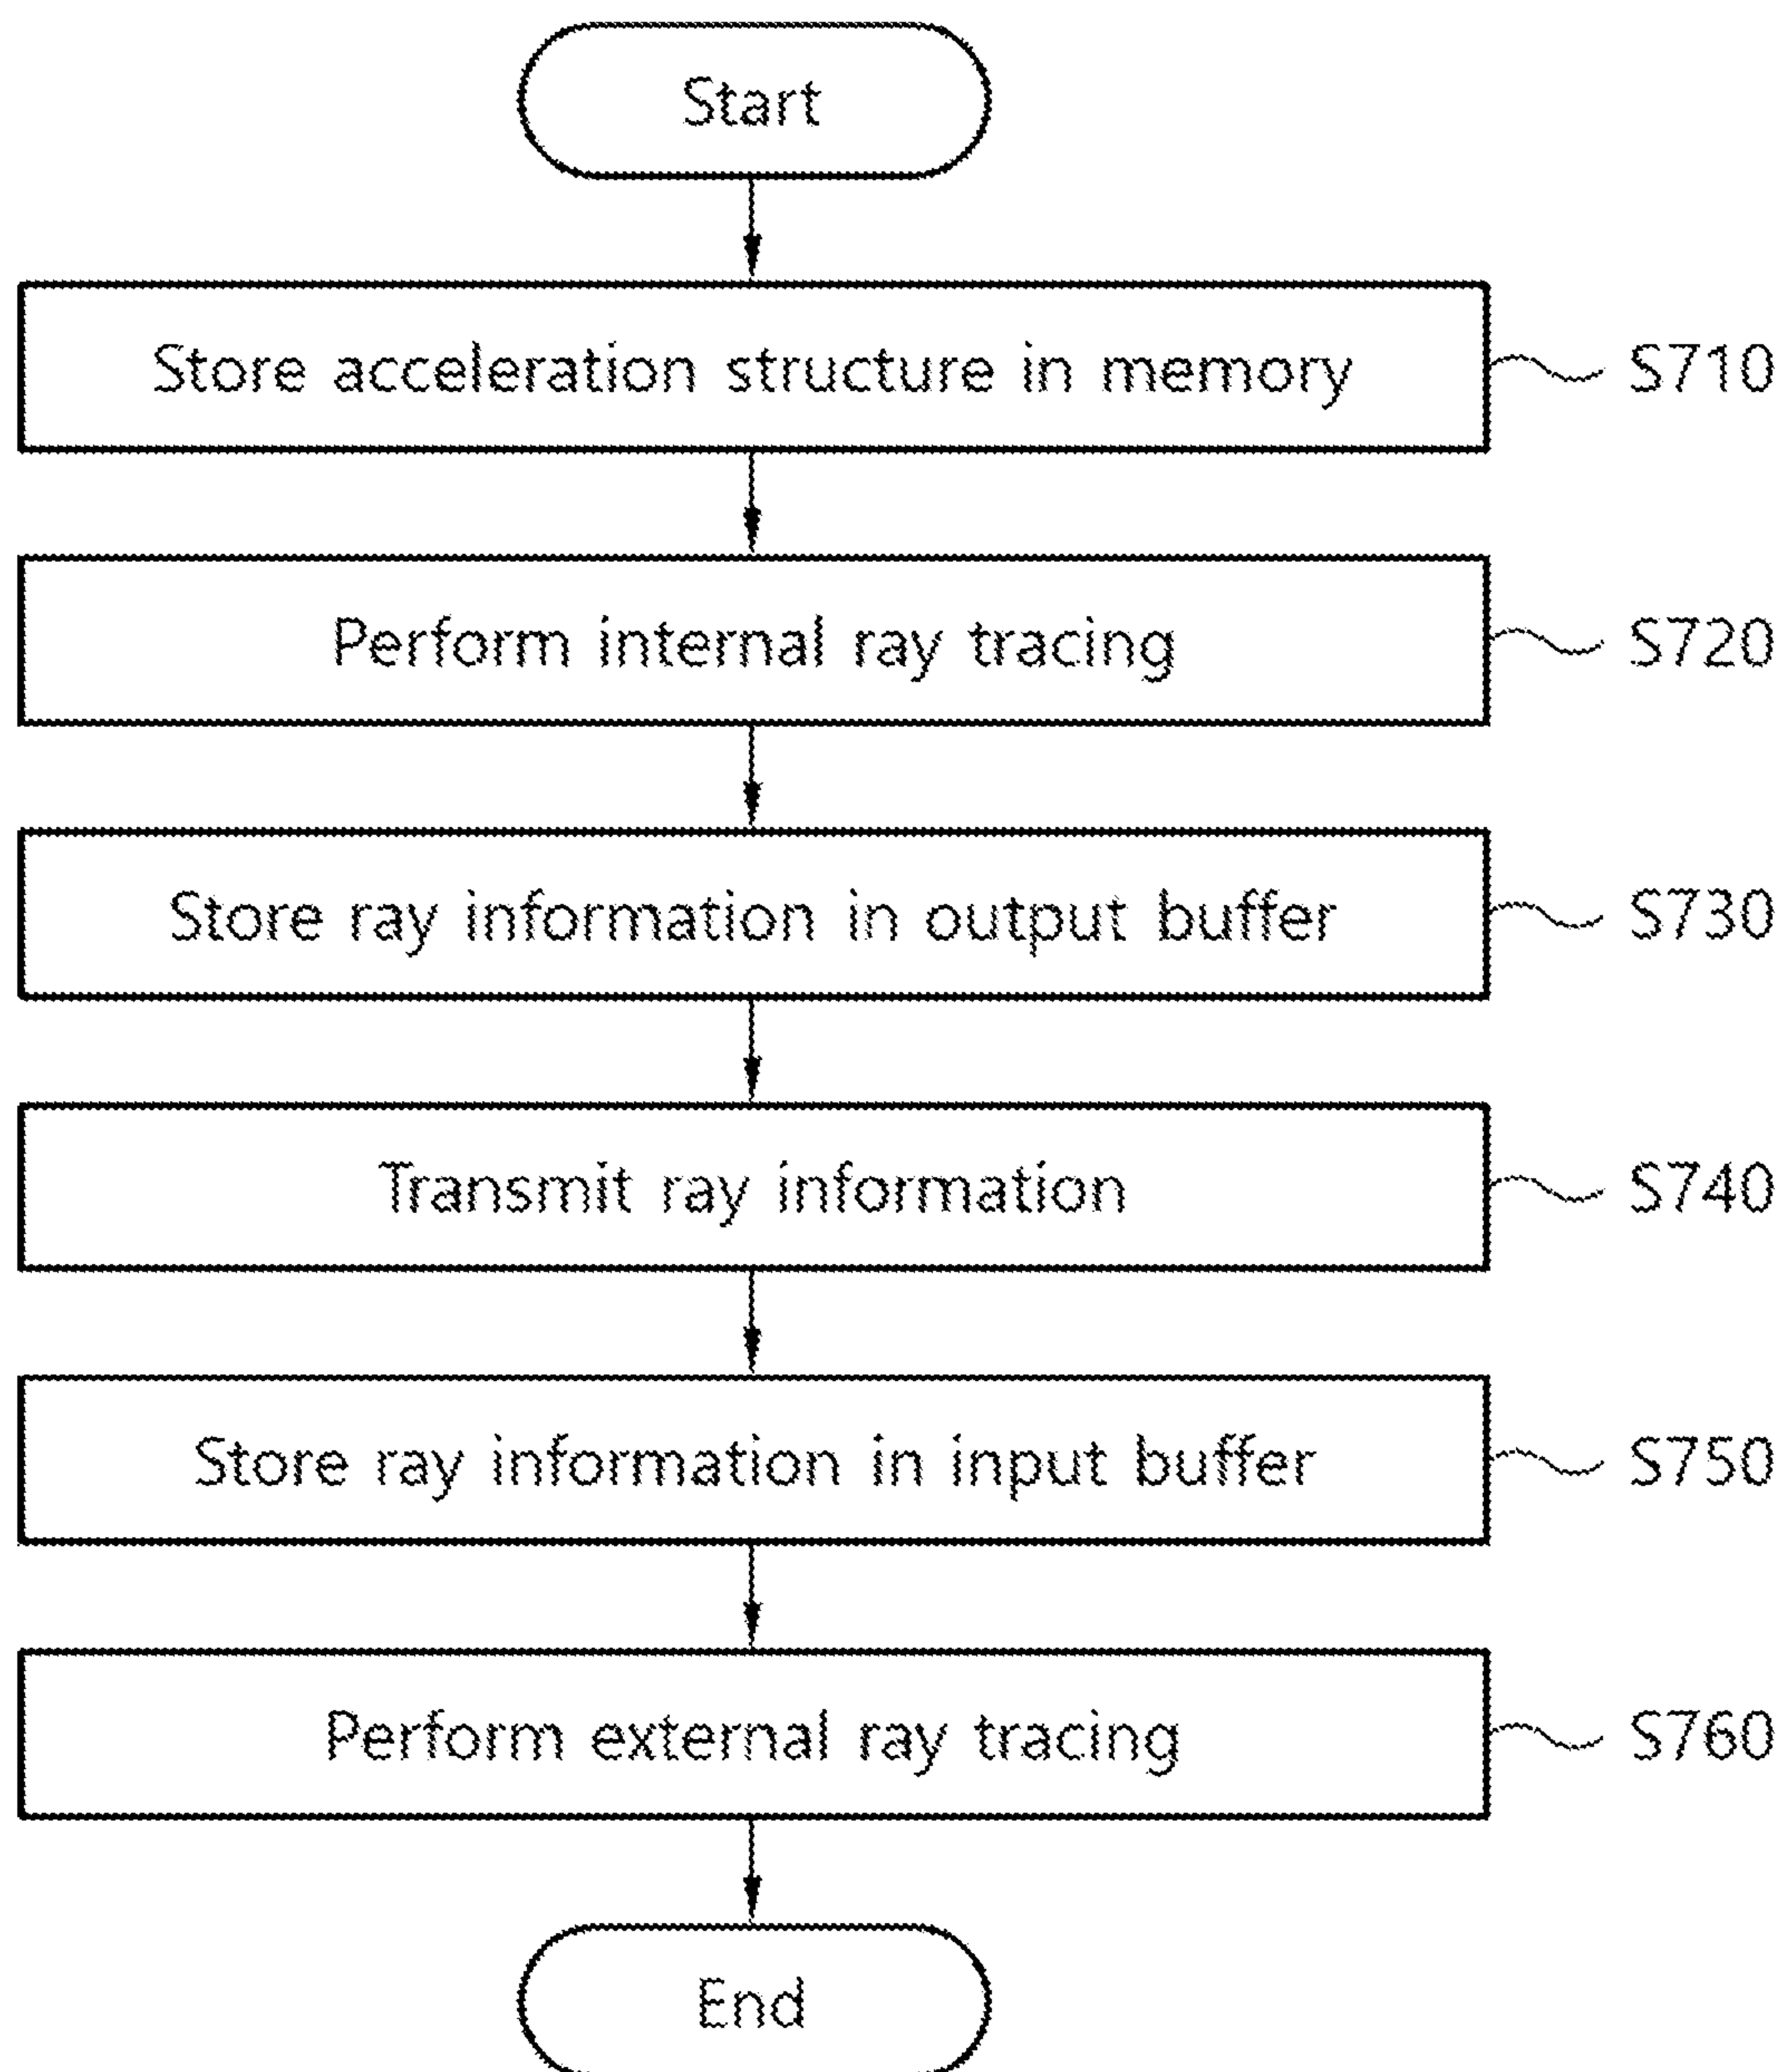 Start
Store acceleration structure in memory S710
Perform internal ray tracing S720
Store ray information in output buffer S730
Transmit ray information S740
Store ray information in input buffer S750
Perform external ray tracing S760
End